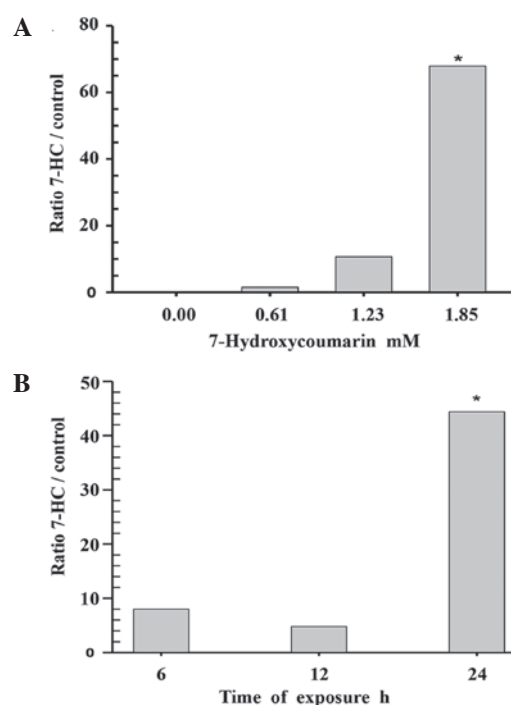 A
Ratio 7-HC / control
80
60
40
20
0
*
0.00 0.61 1.23 1.85
7-Hydroxycoumarin mM
B
Ratio 7-HC / control
50
40
30
20
10
0
*
6 12 24
Time of exposure h